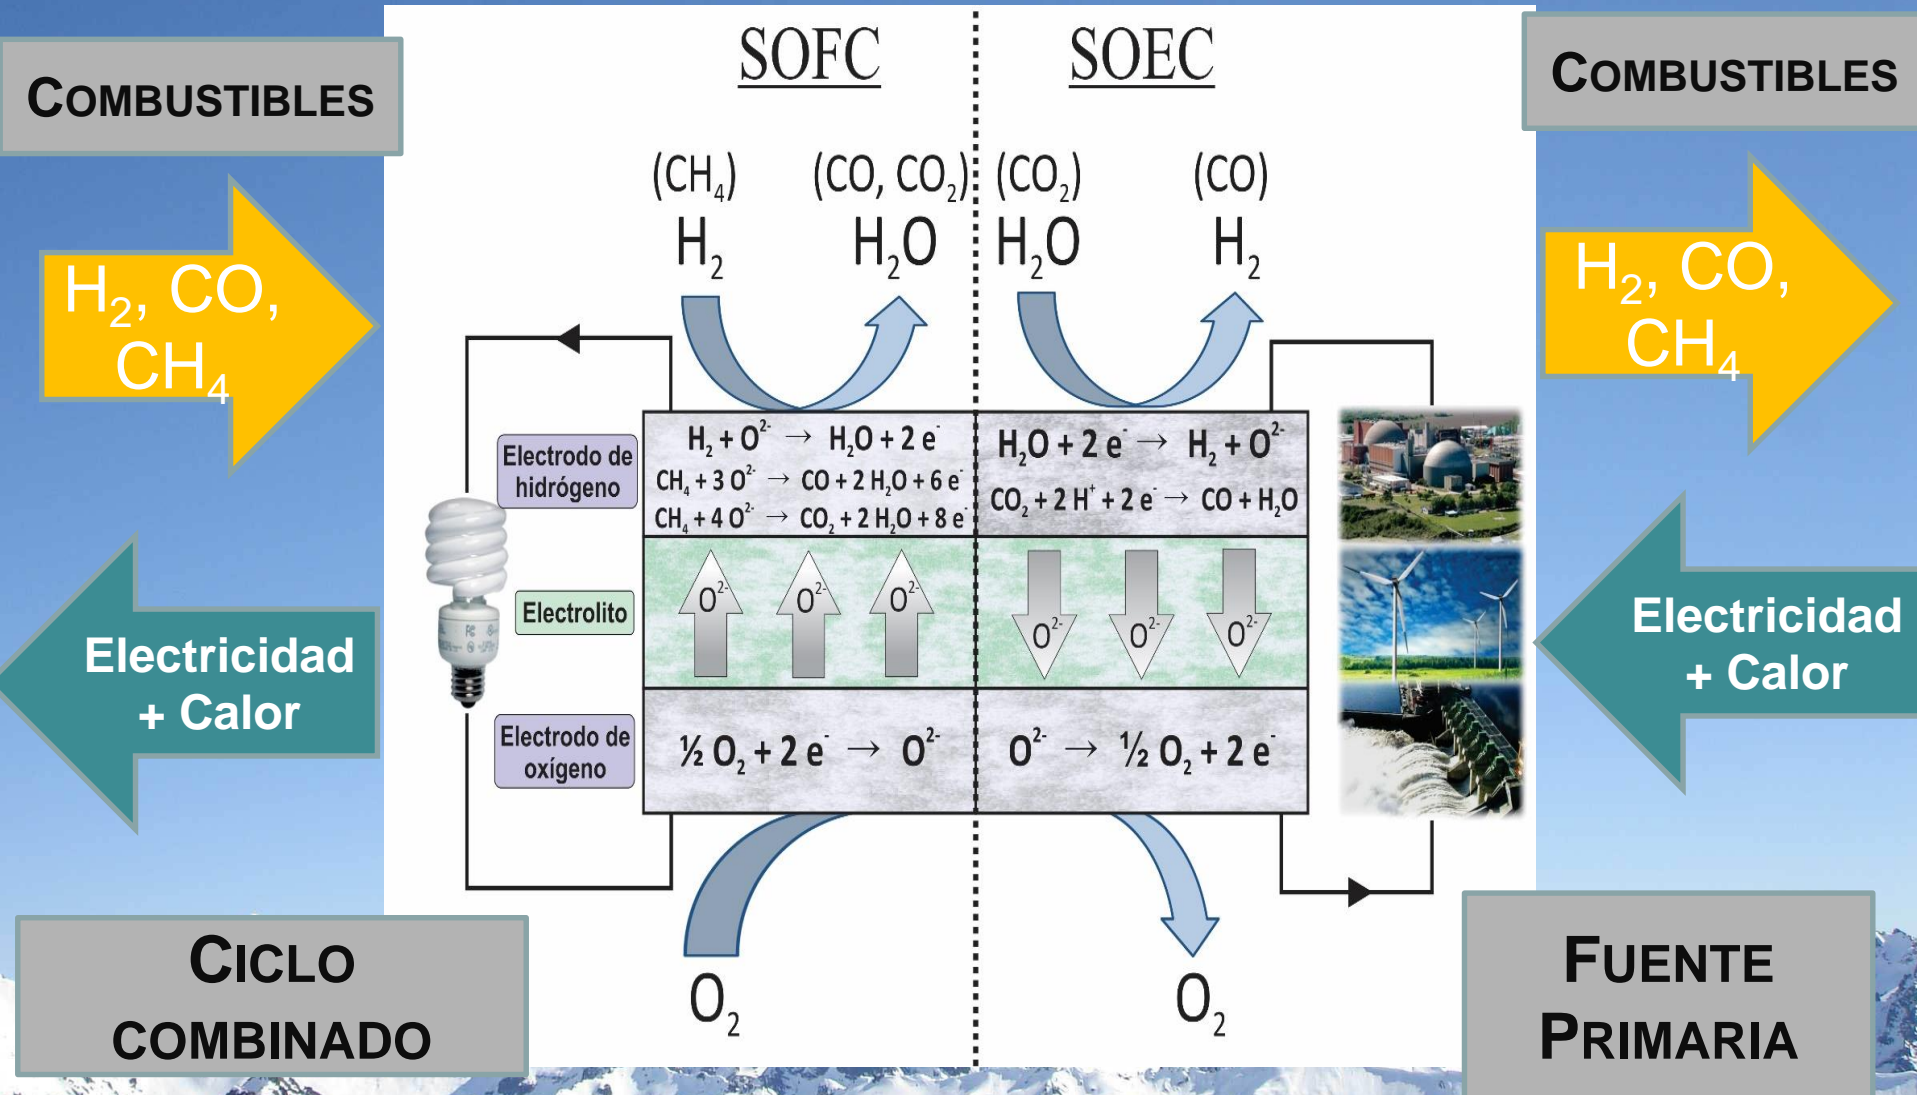 SOFC
SOEC
COMBUSTIBLES
COMBUSTIBLES
(CH₄)
(CO, CO₂)
(CO₂)
(CO)
H₂
H₂O
H₂O
H₂
H₂, CO,
CH₄
H₂, CO,
CH₄
Electrodo de
hidrógeno
H₂ + O²⁻ → H₂O + 2 e⁻
CH₄ + 3 O²⁻ → CO + 2 H₂O + 6 e⁻
CH₄ + 4 O²⁻ → CO₂ + 2 H₂O + 8 e⁻
H₂O + 2 e⁻ → H₂ + O²⁻
CO₂ + 2 H⁺ + 2 e⁻ → CO + H₂O
Electrolito
O²⁻
O²⁻
O²⁻
O²⁻
O²⁻
O²⁻
Electricidad
+ Calor
Electricidad
+ Calor
Electrodo de
oxígeno
½ O₂ + 2 e⁻ → O²⁻
O²⁻ → ½ O₂ + 2 e⁻
O₂
O₂
CICLO
COMBINADO
FUENTE
PRIMARIA